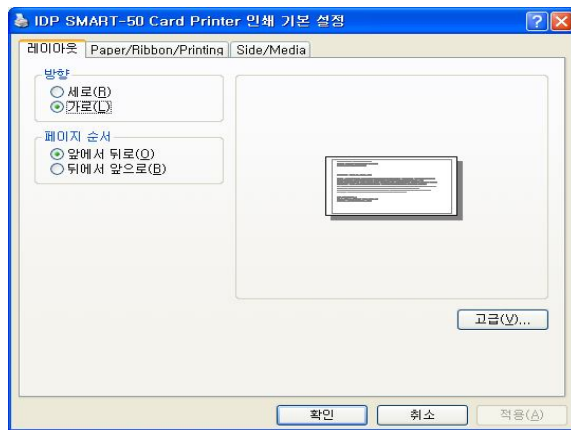 IDP SMART-50 Card Printer 인쇄 기본 설정
레이아웃 Paper/Ribbon/Printing Side/Media
방향
세로(R)
가로(L)
페이지 순서
앞에서 뒤로(O)
뒤에서 앞으로(B)
고급(V)...
확인 취소 적용(A)